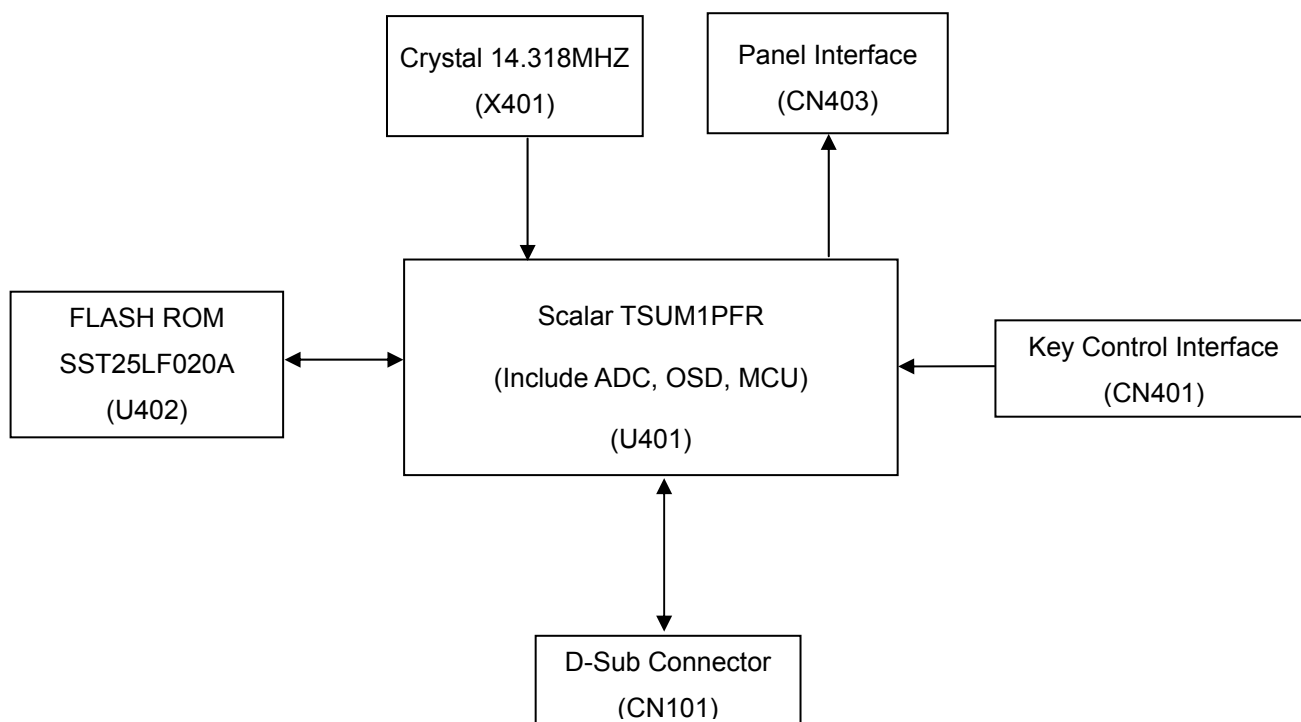 Crystal 14.318MHZ
(X401)
Panel Interface
(CN403)
FLASH ROM
SST25LF020A
(U402)
Scalar TSUM1PFR
(Include ADC, OSD, MCU)
(U401)
Key Control Interface
(CN401)
D-Sub Connector
(CN101)